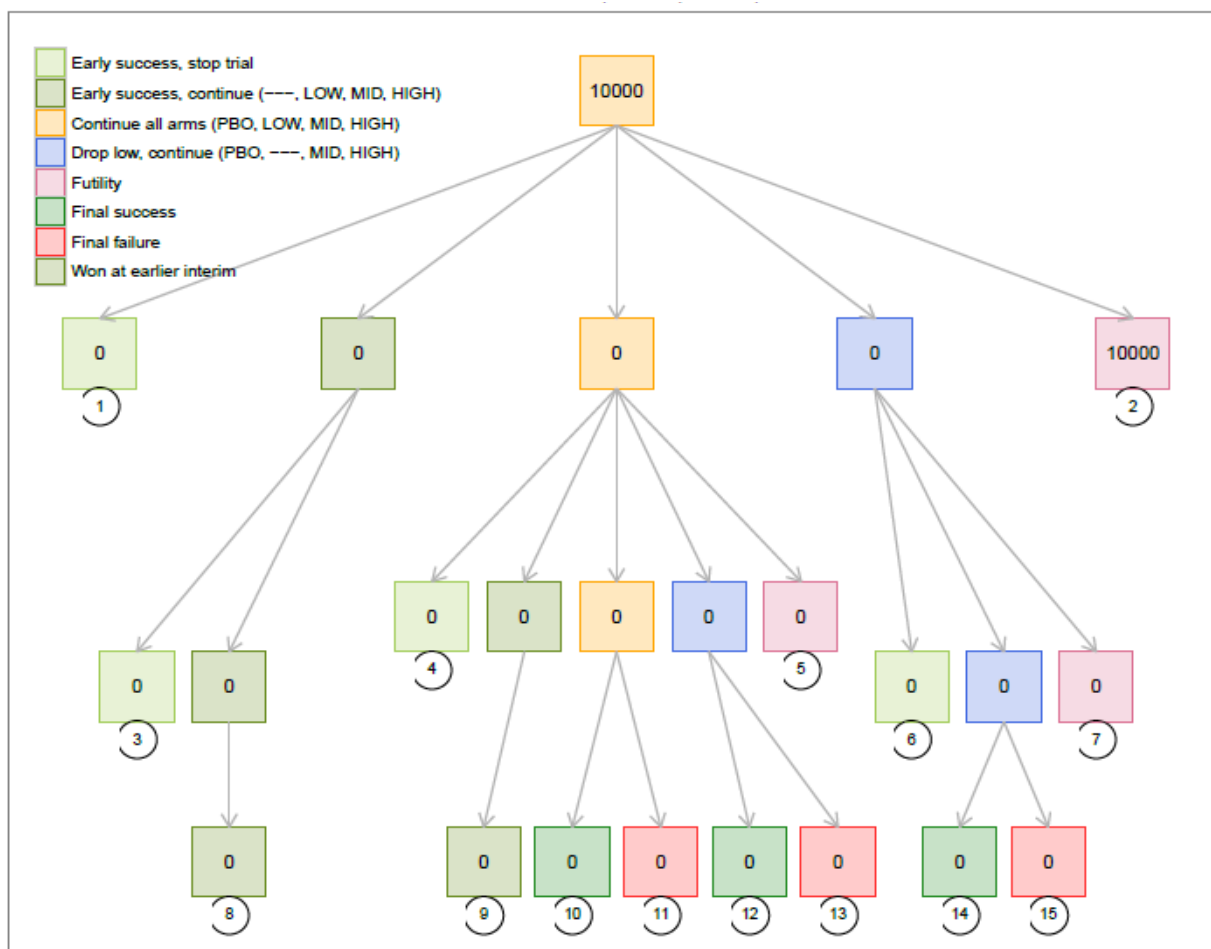 Early success, stop trial
10000
Early success, continue (−−−, LOW, MID, HIGH)
Continue all arms (PBO, LOW, MID, HIGH)
Drop low, continue (PBO, −−−, MID, HIGH)
Futility
Final success
Final failure
Won at earlier interim
0 0 0 0 10000
1 2
0 0 0 0 0
4 5
0 0 0 0 0
3 6 7
0 0 0 0 0 0 0 0
8 9 10 11 12 13 14 15